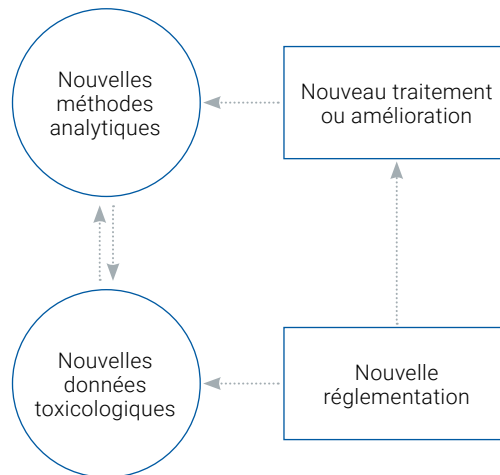 Nouvelles
méthodes
analytiques
Nouveau traitement
ou amélioration
Nouvelles
données
toxicologiques
Nouvelle
réglementation